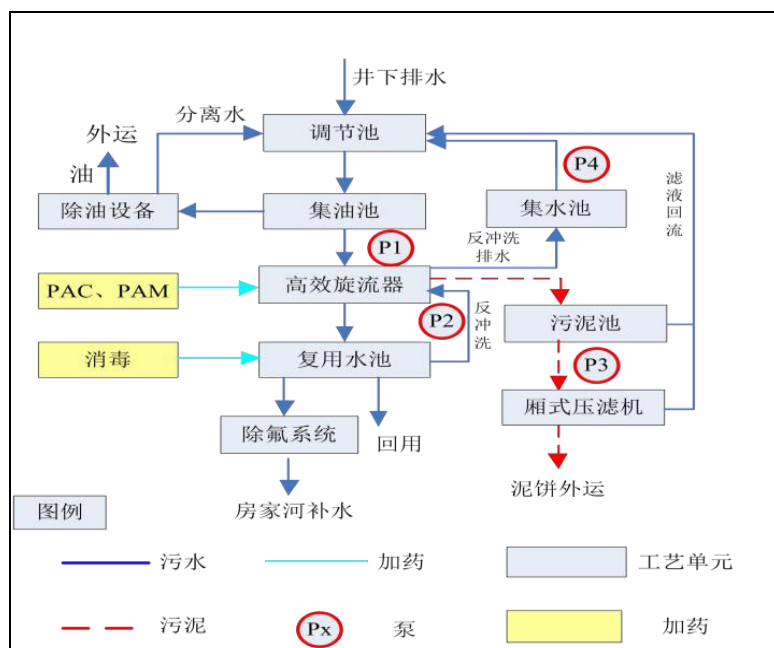 井下排水
分离水
外运
调节池
P4
油
滤液回流
除油设备
集油池
集水池
反冲洗
排水
P1
PAC、PAM
高效旋流器
P2
反冲洗
污泥池
消毒
复用水池
P3
厢式压滤机
除氟系统
回用
泥饼外运
房家河补水
图例
污水
加药
工艺单元
污泥
Px
泵
加药